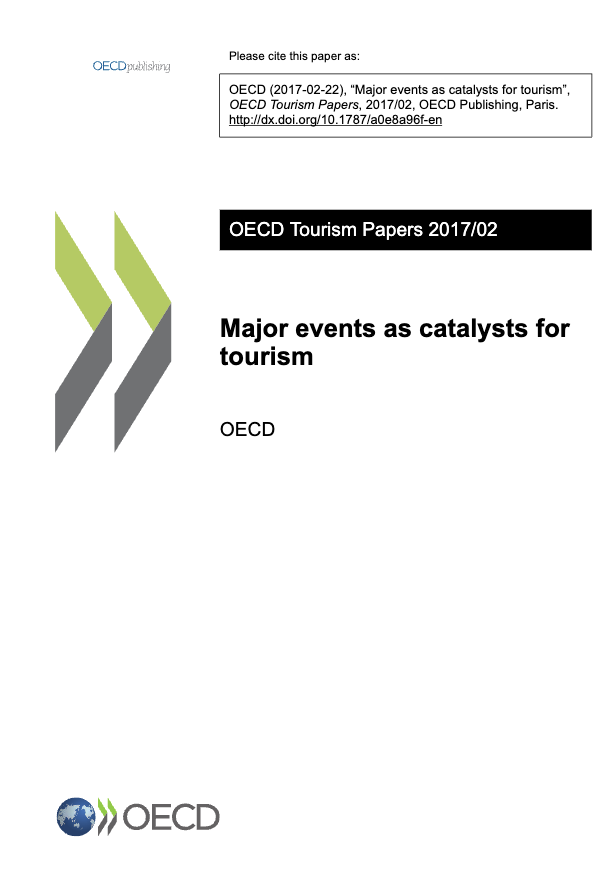 OECDpublishing
Please cite this paper as:
OECD (2017-02-22), “Major events as catalysts for tourism”,
OECD Tourism Papers, 2017/02, OECD Publishing, Paris.
http://dx.doi.org/10.1787/a0e8a96f-en
OECD Tourism Papers 2017/02
Major events as catalysts for
tourism
OECD
OECD